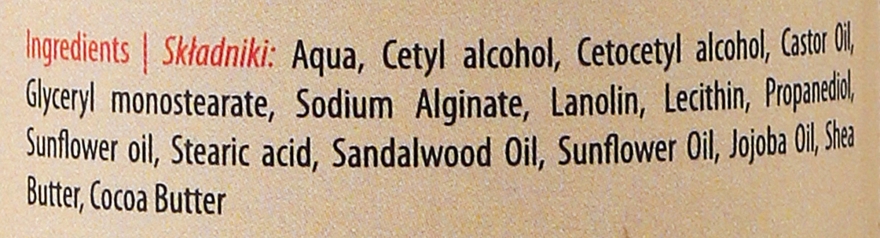 Ingredients | Składniki: Aqua, Cetyl alcohol, Cetocetyl alcohol, Castor Oil,
Glyceryl monostearate, Sodium Alginate, Lanolin, Lecithin, Propanediol,
Sunflower oil, Stearic acid, Sandalwood Oil, Sunflower Oil, Jojoba Oil, Shea
Butter, Cocoa Butter